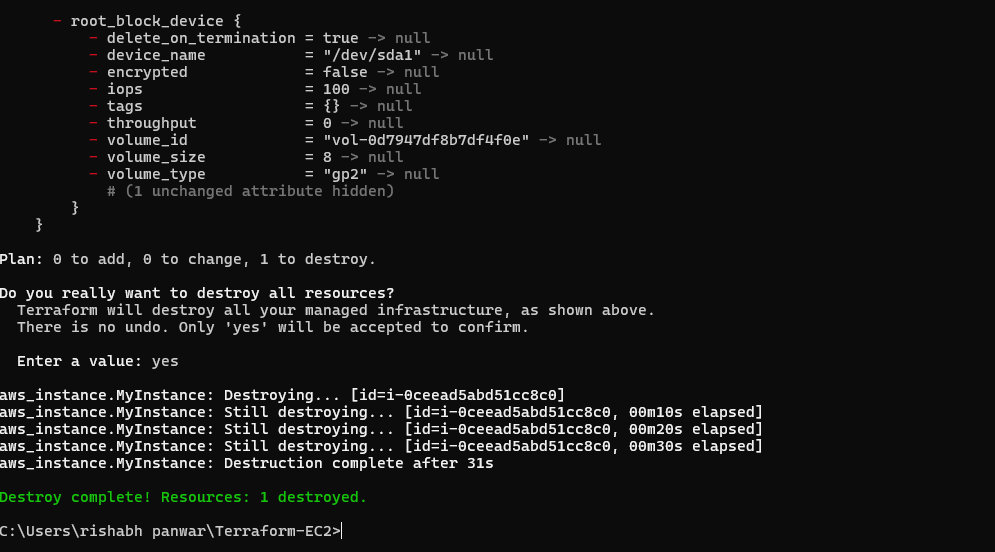 - root_block_device {
- delete_on_termination = true -> null
- device_name = "/dev/sda1" -> null
- encrypted = false -> null
- iops = 100 -> null
- tags = {} -> null
- throughput = 0 -> null
- volume_id = "vol-0d7947df8b7df4f0e" -> null
- volume_size = 8 -> null
- volume_type = "gp2" -> null
# (1 unchanged attribute hidden)
}
}
Plan: 0 to add, 0 to change, 1 to destroy.
Do you really want to destroy all resources?
Terraform will destroy all your managed infrastructure, as shown above.
There is no undo. Only 'yes' will be accepted to confirm.
Enter a value: yes
aws_instance.MyInstance: Destroying... [id=i-0ceead5abd51cc8c0]
aws_instance.MyInstance: Still destroying... [id=i-0ceead5abd51cc8c0, 00m10s elapsed]
aws_instance.MyInstance: Still destroying... [id=i-0ceead5abd51cc8c0, 00m20s elapsed]
aws_instance.MyInstance: Still destroying... [id=i-0ceead5abd51cc8c0, 00m30s elapsed]
aws_instance.MyInstance: Destruction complete after 31s
Destroy complete! Resources: 1 destroyed.
C:\Users\rishabh panwar\Terraform-EC2>